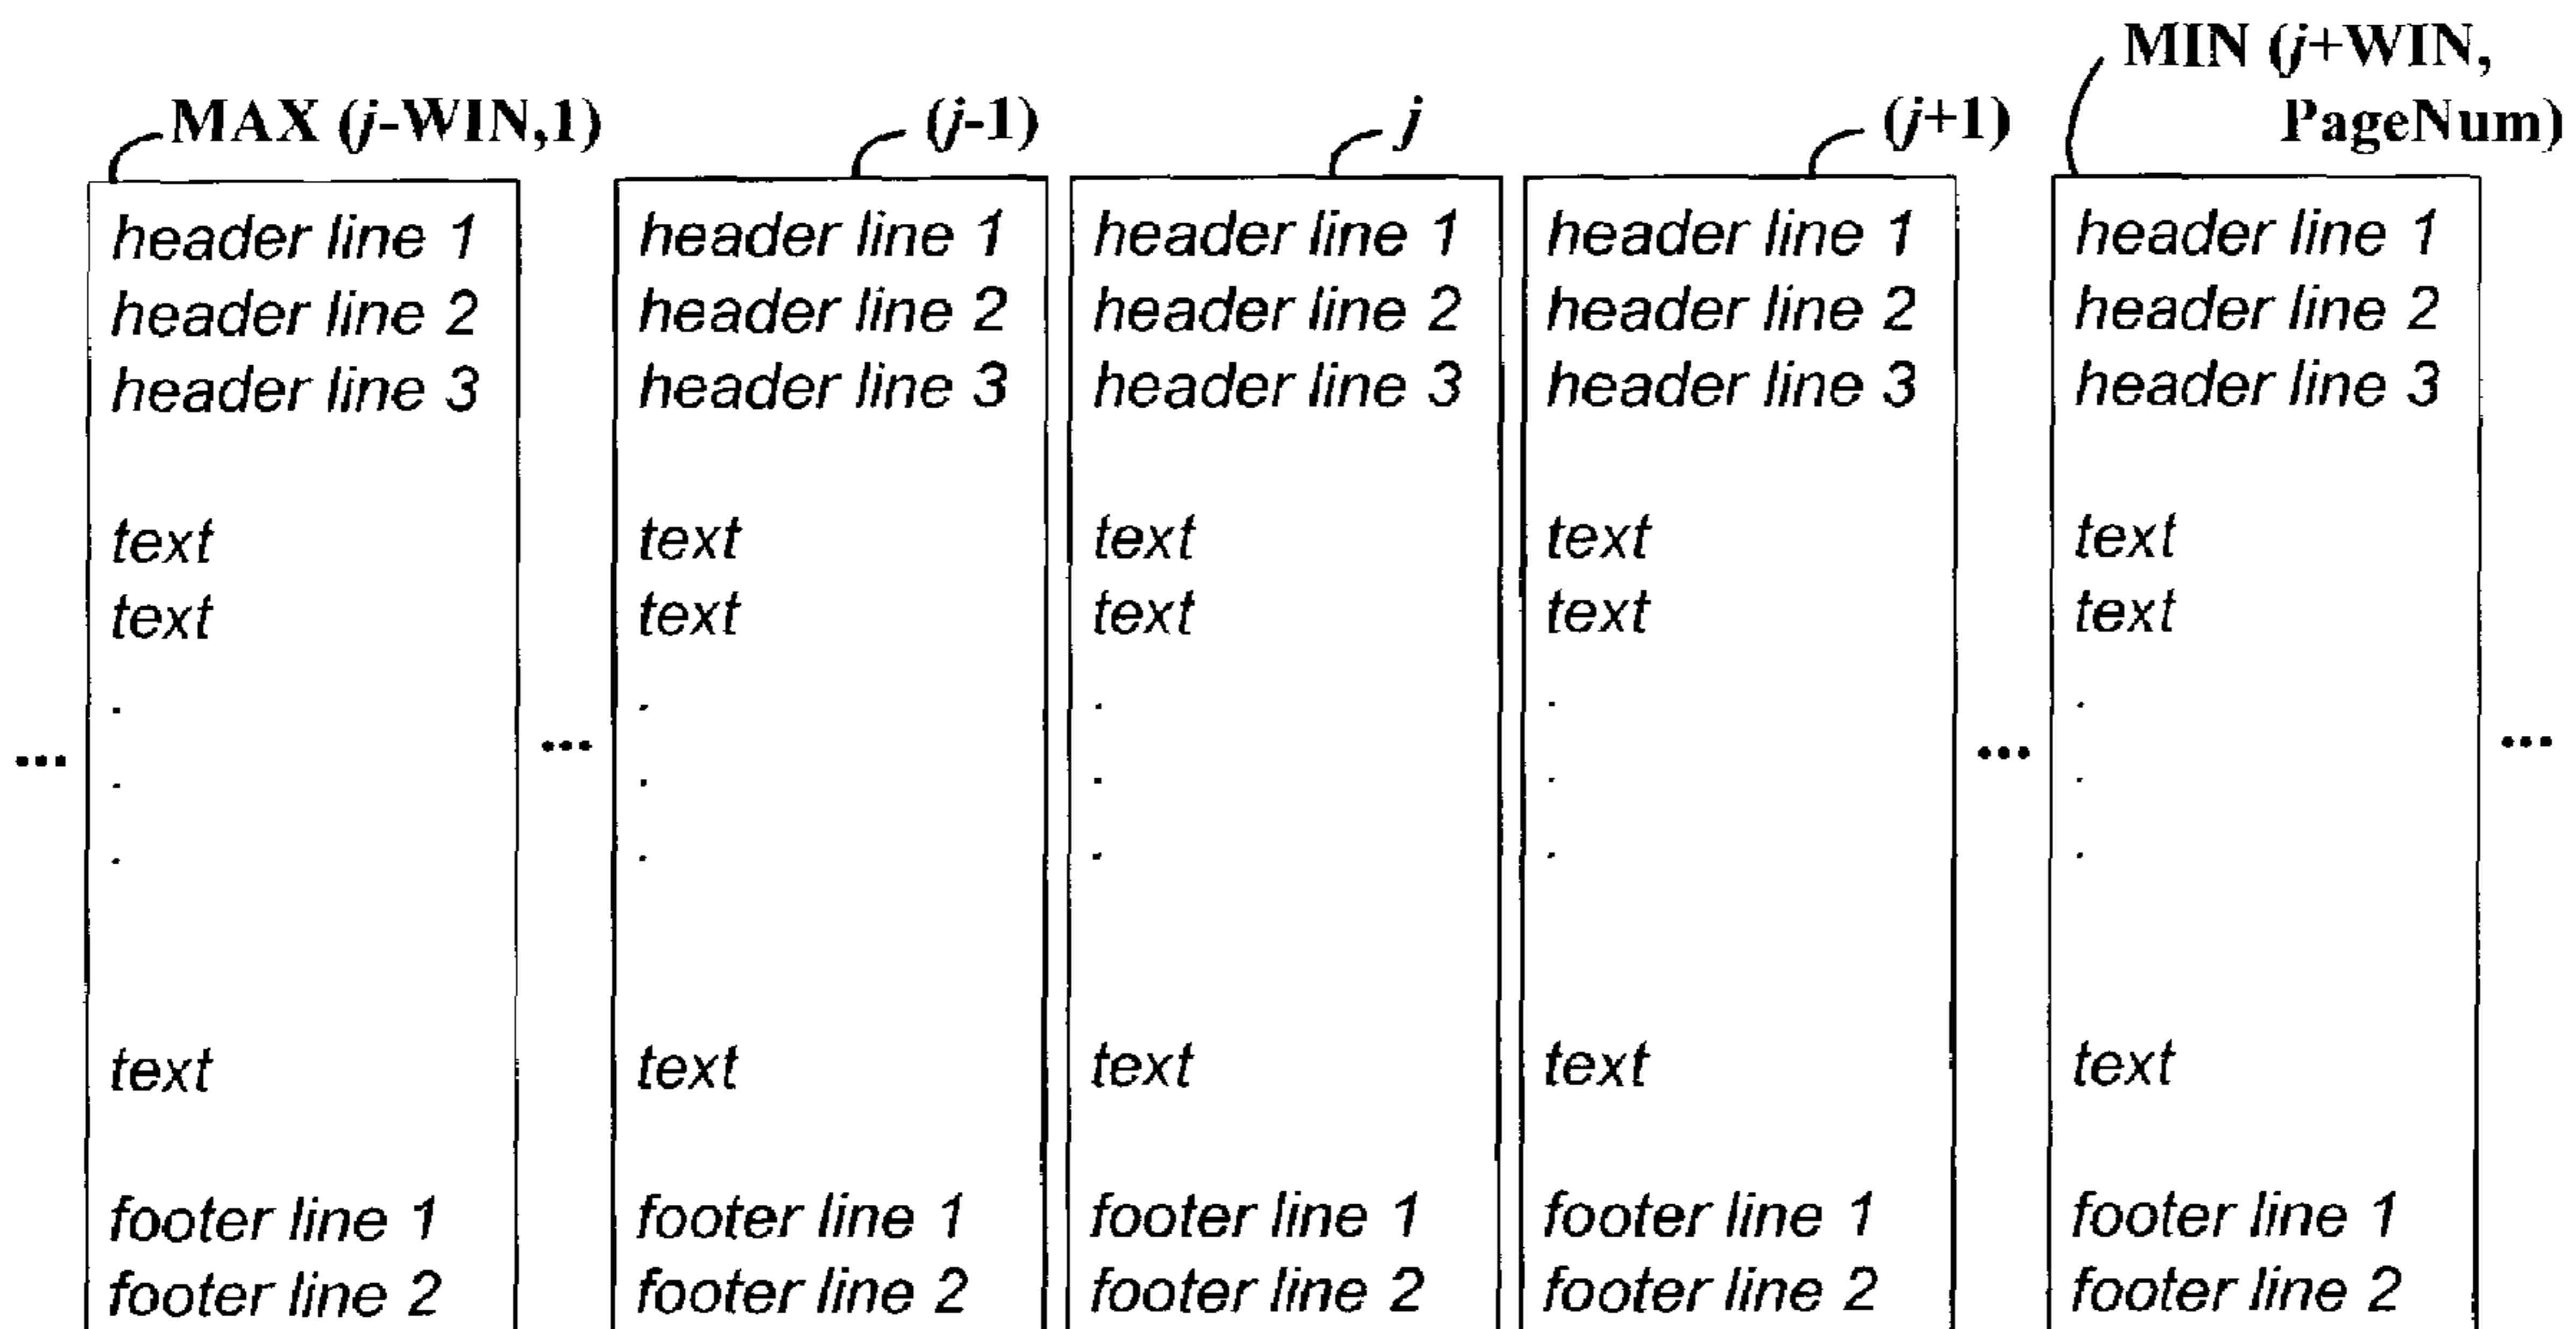 MAX (j-WIN,1)
(j-1)
j
(j+1)
MIN (j+WIN,
PageNum)
header line 1
header line 2
header line 3
text
text
.
.
.
text
footer line 1
footer line 2
...
header line 1
header line 2
header line 3
text
text
.
.
.
text
footer line 1
footer line 2
header line 1
header line 2
header line 3
text
text
.
.
.
text
footer line 1
footer line 2
header line 1
header line 2
header line 3
text
text
.
.
.
text
footer line 1
footer line 2
...
header line 1
header line 2
header line 3
text
text
.
.
.
text
footer line 1
footer line 2
...